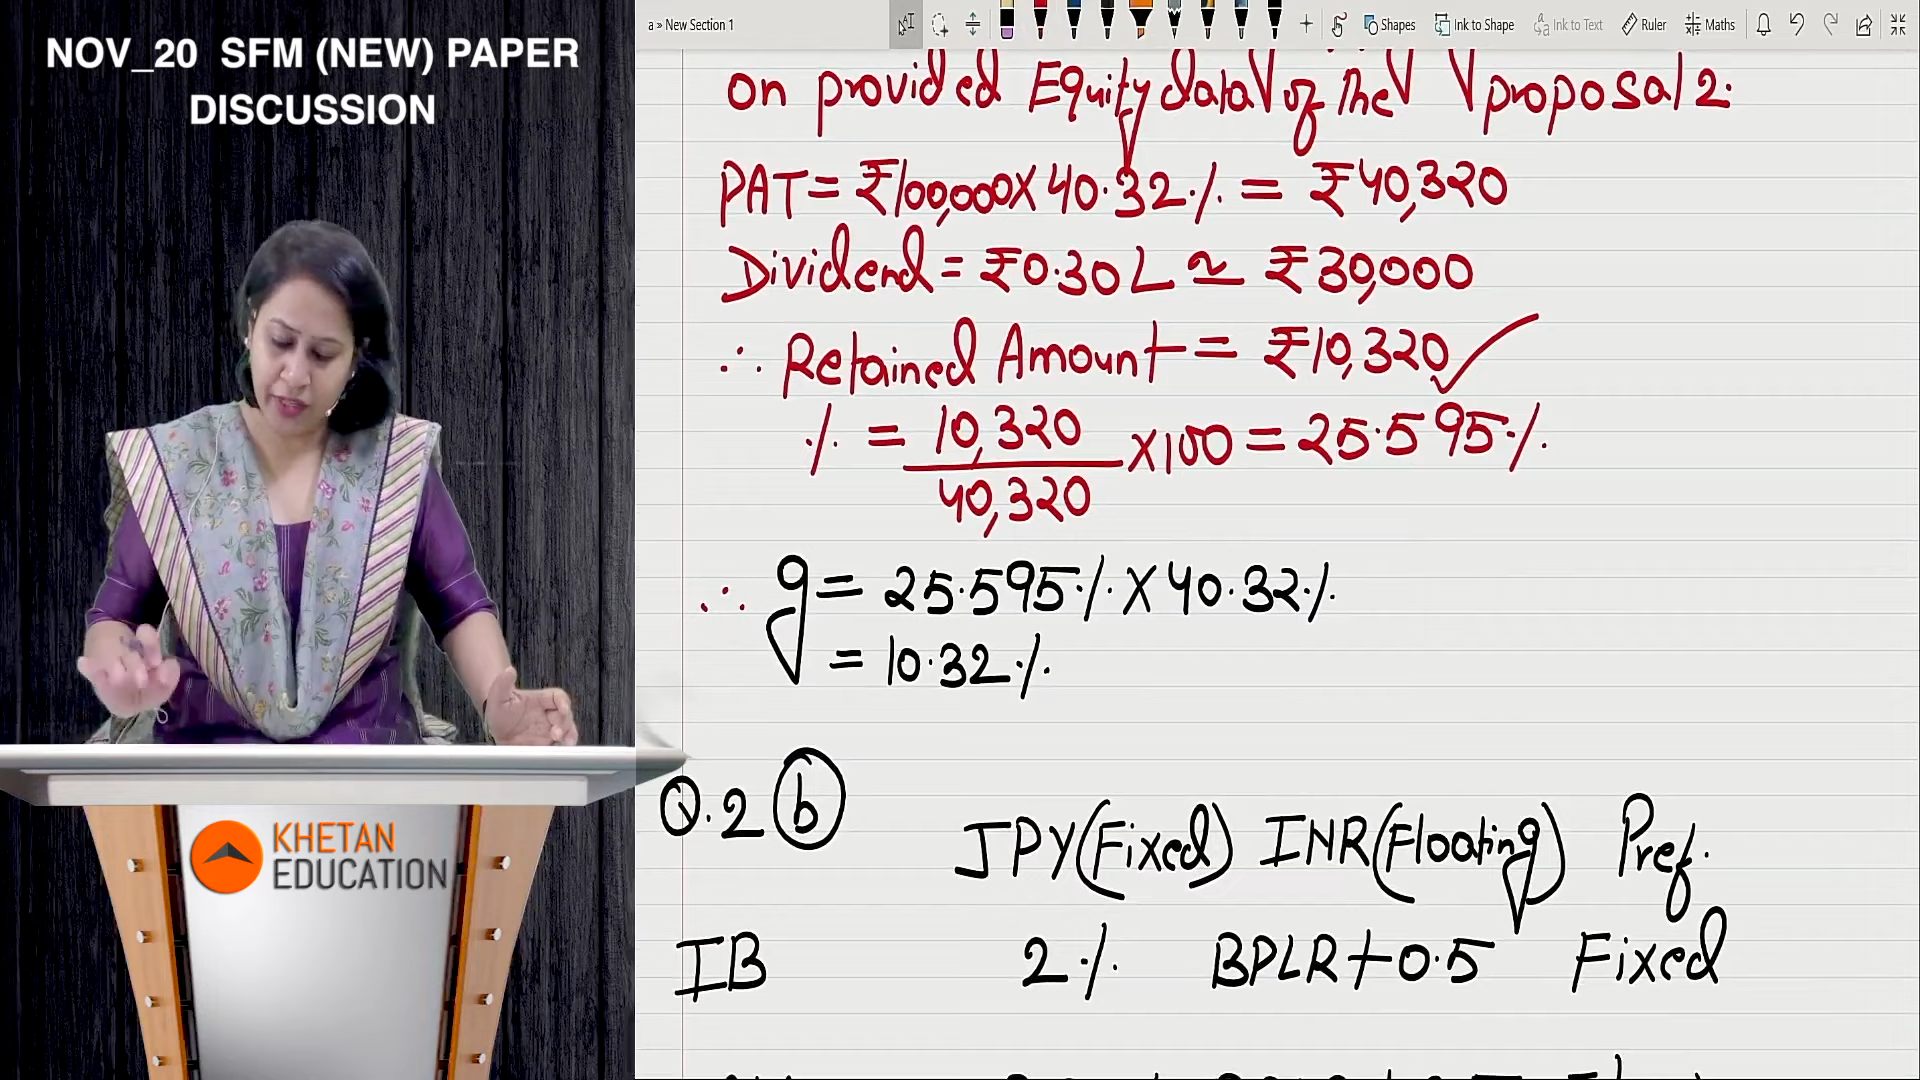 NOV_20 SFM (NEW) PAPER
DISCUSSION
KHETAN
EDUCATION
a » New Section 1
Shapes
Ink to Shape
Ink to Text
Ruler
Maths
on provided Equity data of the proposal 2.
PAT = ₹100,000 X 40.32% = ₹40,320
Dividend = ₹0.30 L ≃ ₹30,000
∴ Retained Amount = ₹10,320 ✓
% = 10,320
40,320
X100 = 25.595%
∴ g = 25.595% X 40.32%
= 10.32%
Q.2 b
JPY (Fixed) INR (Floating) Pref.
IB 2% BPLR + 0.5 Fixed